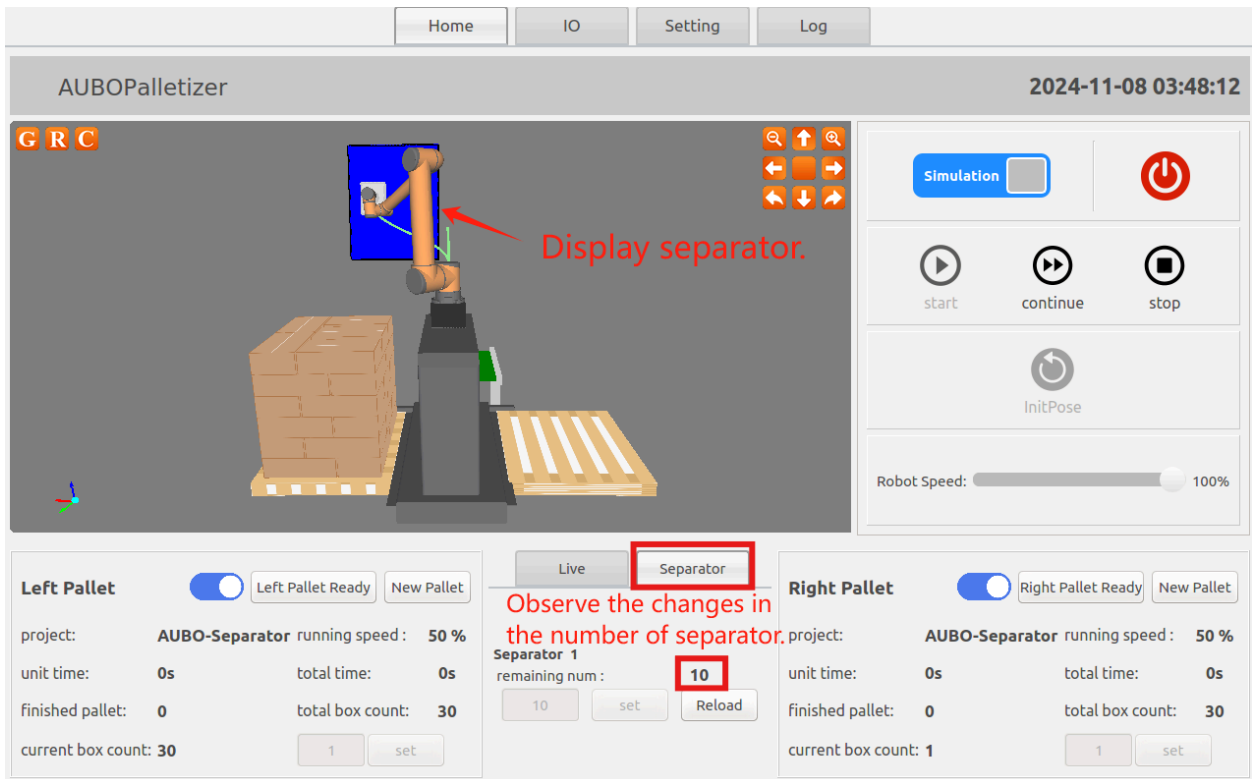 Home IO Setting Log
AUBOPalletizer 2024-11-08 03:48:12
G R C
Simulation
Display separator.
start continue stop
InitPose
Robot Speed: 100%
Live Separator
Left Pallet Left Pallet Ready New Pallet
project: AUBO-Separator running speed : 50 %
unit time: 0s total time: 0s
finished pallet: 0 total box count: 30
current box count: 30 1 set
Observe the changes in
the number of separator.
Separator 1
remaining num : 10
10 set Reload
Right Pallet Right Pallet Ready New Pallet
project: AUBO-Separator running speed : 50 %
unit time: 0s total time: 0s
finished pallet: 0 total box count: 30
current box count: 1 1 set